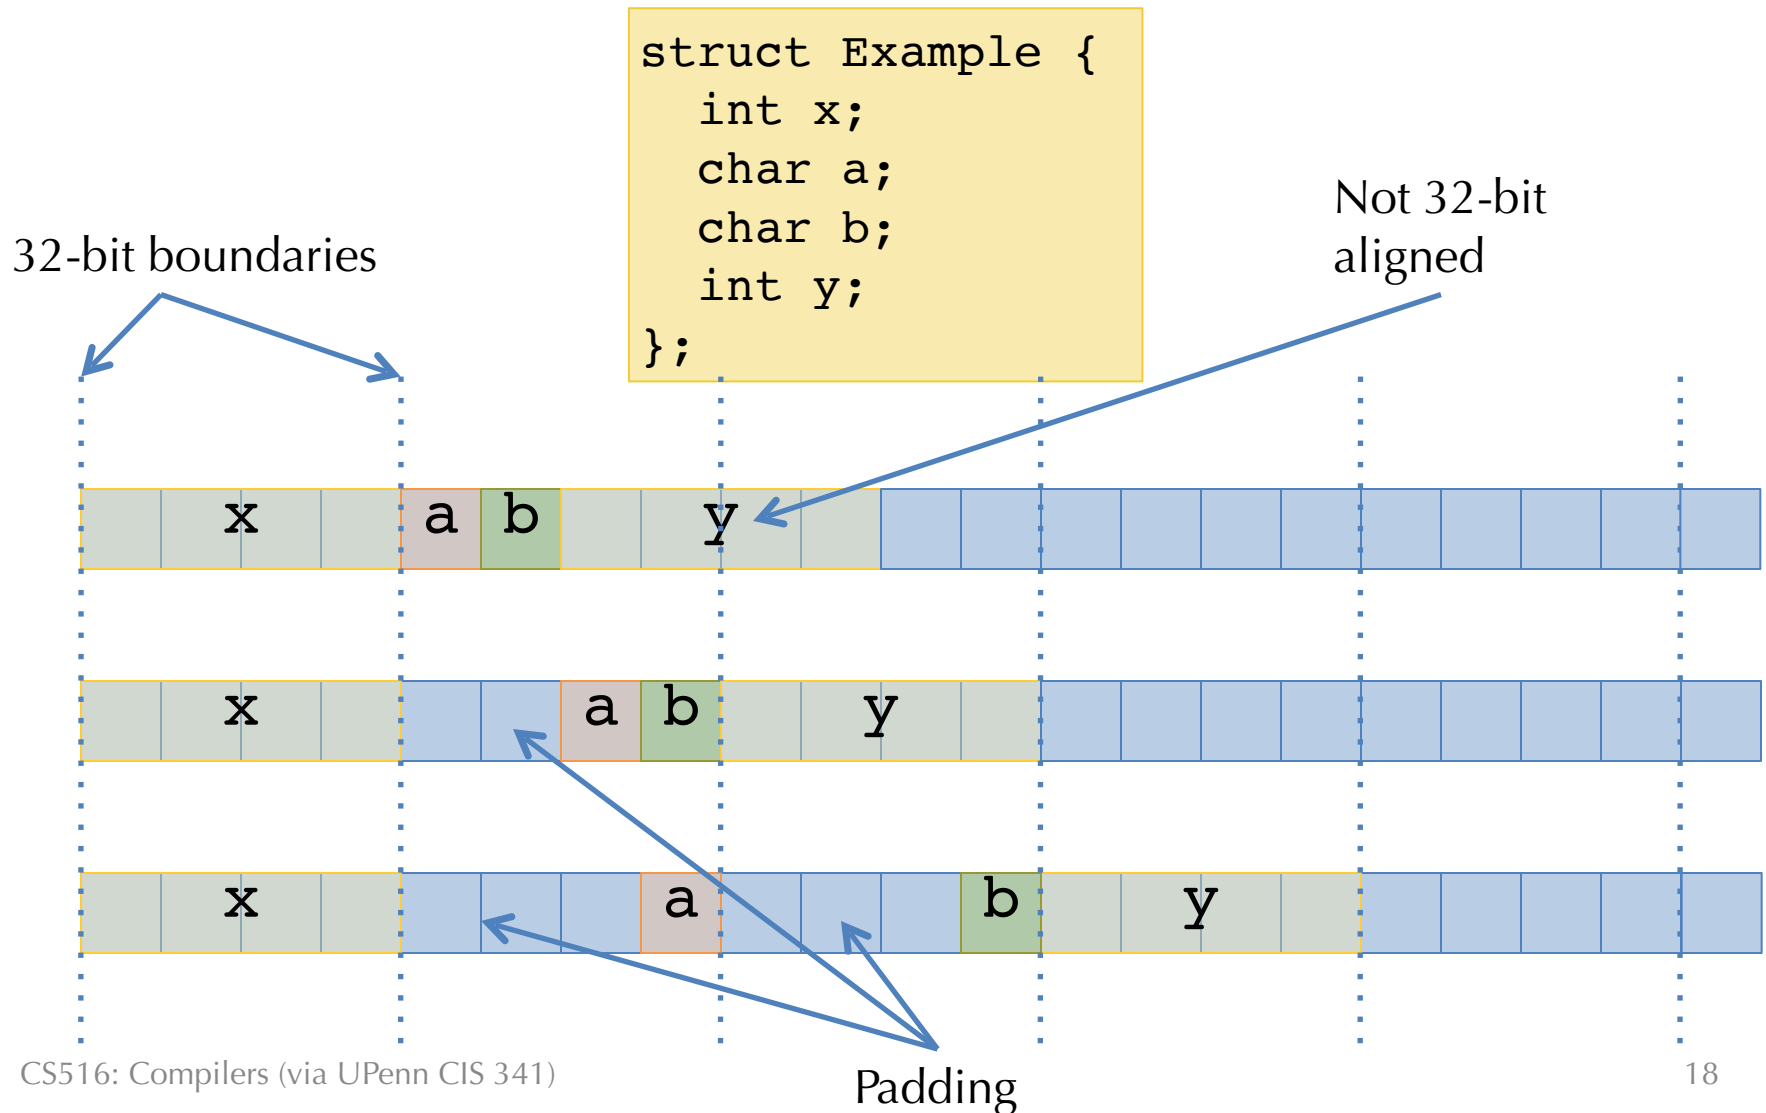 struct Example {
int x;
char a;
char b;
int y;
};
32-bit boundaries
Not 32-bit
aligned
x a b y
x a b y
x a b y
Padding
CS516: Compilers (via UPenn CIS 341)
18